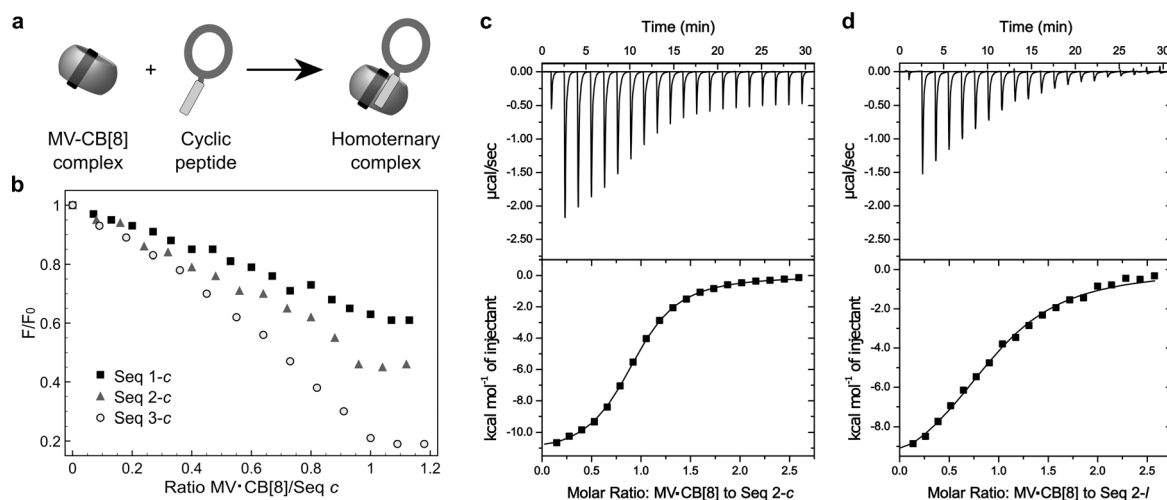 a
+
MV-CB[8]
complex
Cyclic
peptide
Homoternary
complex
b
1
0.8
0.6
0.4
0.2
F/F0
Seq 1-c
Seq 2-c
Seq 3-c
0 0.2 0.4 0.6 0.8 1 1.2
Ratio MV·CB[8]/Seq c
c
Time (min)
0 5 10 15 20 25 30
0.00
-0.50
-1.00
-1.50
-2.00
-2.50
µcal/sec
0.0
-2.0
-4.0
-6.0
-8.0
-10.0
kcal mol-1 of injectant
0.0 0.5 1.0 1.5 2.0 2.5
Molar Ratio: MV·CB[8] to Seq 2-c
d
Time (min)
0 5 10 15 20 25 30
0.00
-0.50
-1.00
-1.50
-2.00
-2.50
µcal/sec
0.0
-2.0
-4.0
-6.0
-8.0
kcal mol-1 of injectant
0.0 0.5 1.0 1.5 2.0 2.5
Molar Ratio: MV·CB[8] to Seq 2-l